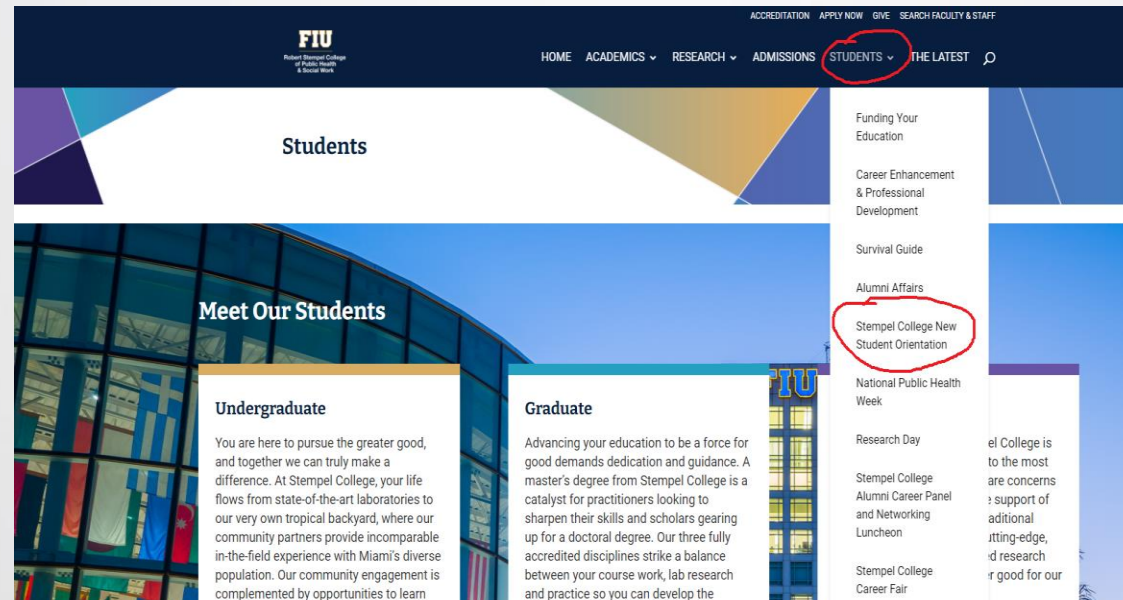 ACCREDITATION APPLY NOW GIVE SEARCH FACULTY & STAFF
FIU
Robert Stempel College
of Public Health
& Social Work
HOME ACADEMICS RESEARCH ADMISSIONS STUDENTS THE LATEST
Students
Funding Your
Education
Career Enhancement
& Professional
Development
Survival Guide
Alumni Affairs
Stempel College New
Student Orientation
National Public Health
Week
Research Day
Stempel College
Alumni Career Panel
and Networking
Luncheon
Stempel College
Career Fair
Meet Our Students
FIU
Undergraduate
You are here to pursue the greater good,
and together we can truly make a
difference. At Stempel College, your life
flows from state-of-the-art laboratories to
our very own tropical backyard, where our
community partners provide incomparable
in-the-field experience with Miami's diverse
population. Our community engagement is
complemented by opportunities to learn
Graduate
Advancing your education to be a force for
good demands dedication and guidance. A
master's degree from Stempel College is a
catalyst for practitioners looking to
sharpen their skills and scholars gearing
up for a doctoral degree. Our three fully
accredited disciplines strike a balance
between your course work, lab research
and practice so you can develop the
College is
to the most
are concerns
support of
research
good for our